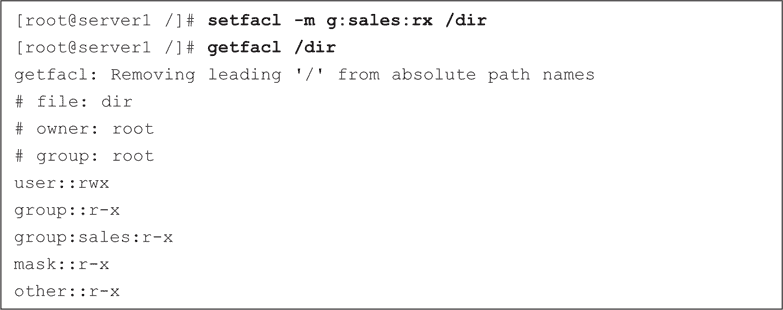 [root@server1 /]# setfacl -m g:sales:rx /dir
[root@server1 /]# getfacl /dir
getfacl: Removing leading '/' from absolute path names
# file: dir
# owner: root
# group: root
user::rwx
group::r-x
group:sales:r-x
mask::r-x
other::r-x